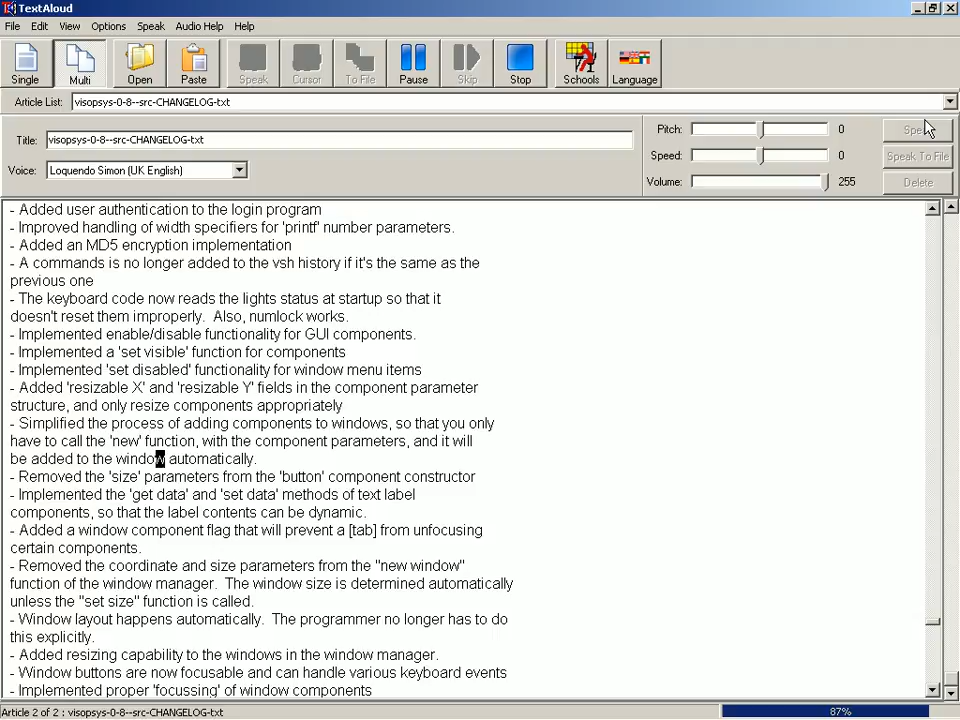 TextAloud
File Edit View Options Speak Audio Help Help
Single Multi Open Paste Speak Cursor To File Pause Skip Stop Schools Language
Article List: visopsys-0-8--src-CHANGELOG-txt
Title: visopsys-0-8--src-CHANGELOG-txt
Voice: Loquendo Simon (UK English)
Pitch: 0
Speed: 0 Speak To File
Volume: 255 Delete
- Added user authentication to the login program
- Improved handling of width specifiers for 'printf' number parameters.
- Added an MD5 encryption implementation
- A commands is no longer added to the vsh history if it's the same as the
previous one
- The keyboard code now reads the lights status at startup so that it
doesn't reset them improperly.  Also, numlock works.
- Implemented enable/disable functionality for GUI components.
- Implemented a 'set visible' function for components
- Implemented 'set disabled' functionality for window menu items
- Added 'resizable X' and 'resizable Y' fields in the component parameter
structure, and only resize components appropriately
- Simplified the process of adding components to windows, so that you only
have to call the 'new' function, with the component parameters, and it will
be added to the window automatically.
- Removed the 'size' parameters from the 'button' component constructor
- Implemented the 'get data' and 'set data' methods of text label
components, so that the label contents can be dynamic.
- Added a window component flag that will prevent a [tab] from unfocusing
certain components.
- Removed the coordinate and size parameters from the "new window"
function of the window manager.  The window size is determined automatically
unless the "set size" function is called.
- Window layout happens automatically.  The programmer no longer has to do
this explicitly.
- Added resizing capability to the windows in the window manager.
- Window buttons are now focusable and can handle various keyboard events
- Implemented proper 'focussing' of window components
Article 2 of 2 : visopsys-0-8--src-CHANGELOG-txt 87%